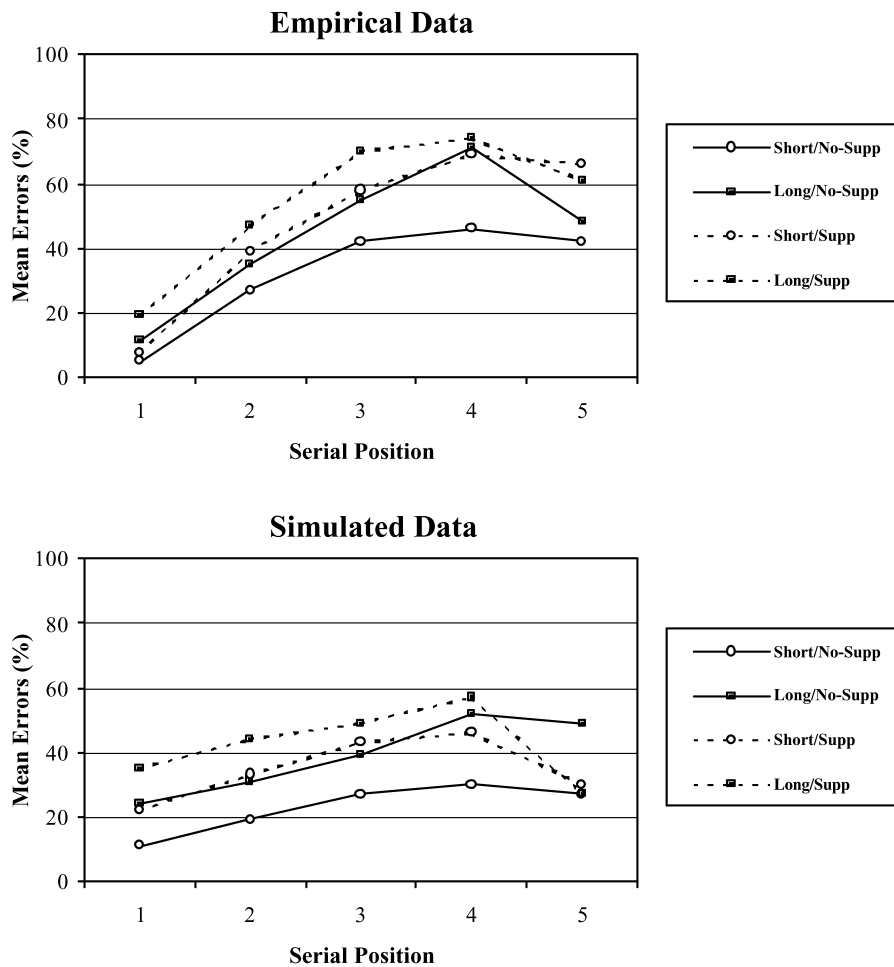 Empirical Data
100
80
60
40
20
0
Mean Errors (%)
1 2 3 4 5
Serial Position
Short/No-Supp
Long/No-Supp
Short/Supp
Long/Supp
Simulated Data
100
80
60
40
20
0
Mean Errors (%)
1 2 3 4 5
Serial Position
Short/No-Supp
Long/No-Supp
Short/Supp
Long/Supp